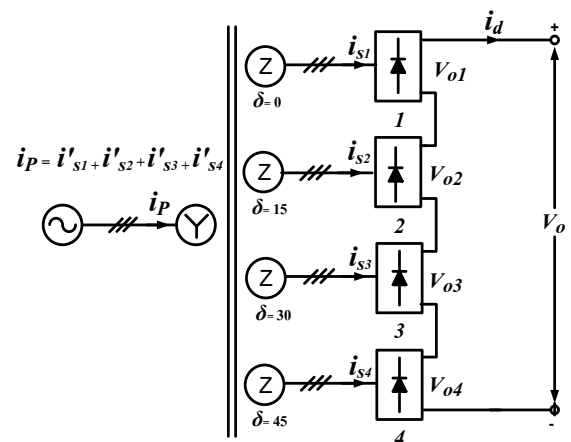 i_d
+
Z
i_s1
V_o1
δ= 0
1
i_P = i'_s1 + i'_s2 + i'_s3 + i'_s4
Z
i_s2
V_o2
δ= 15
2
i_P
Y
V_o
Z
i_s3
V_o3
δ= 30
3
Z
i_s4
V_o4
δ= 45
4
-